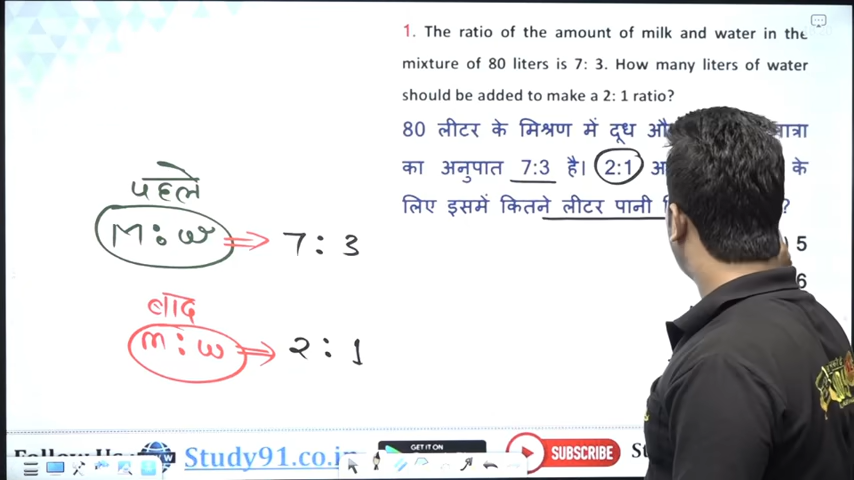 1. The ratio of the amount of milk and water in the
mixture of 80 liters is 7: 3. How many liters of water
should be added to make a 2: 1 ratio?
80 लीटर के मिश्रण में दूध
का अनुपात 7:3 है। 2:1 के
लिए इसमें कितने लीटर पानी ?
5
6
पहले
M:W ⇒ 7:3
बाद
M:W ⇒ 2:1
Study91.co.i
GET IT ON
SUBSCRIBE
St